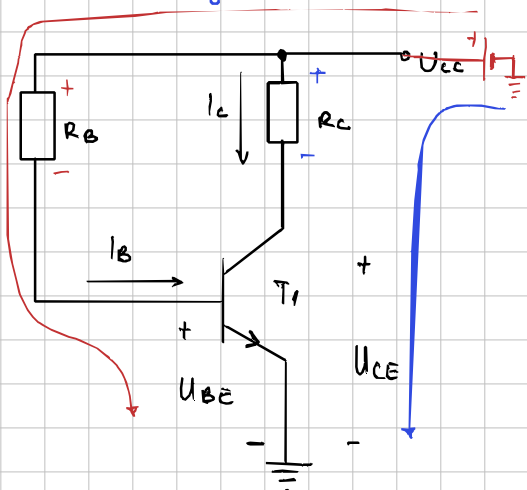 +
UCC
+
+
IC
RC
RB
-
-
IB
+
T1
+
UCE
UBE
-
-